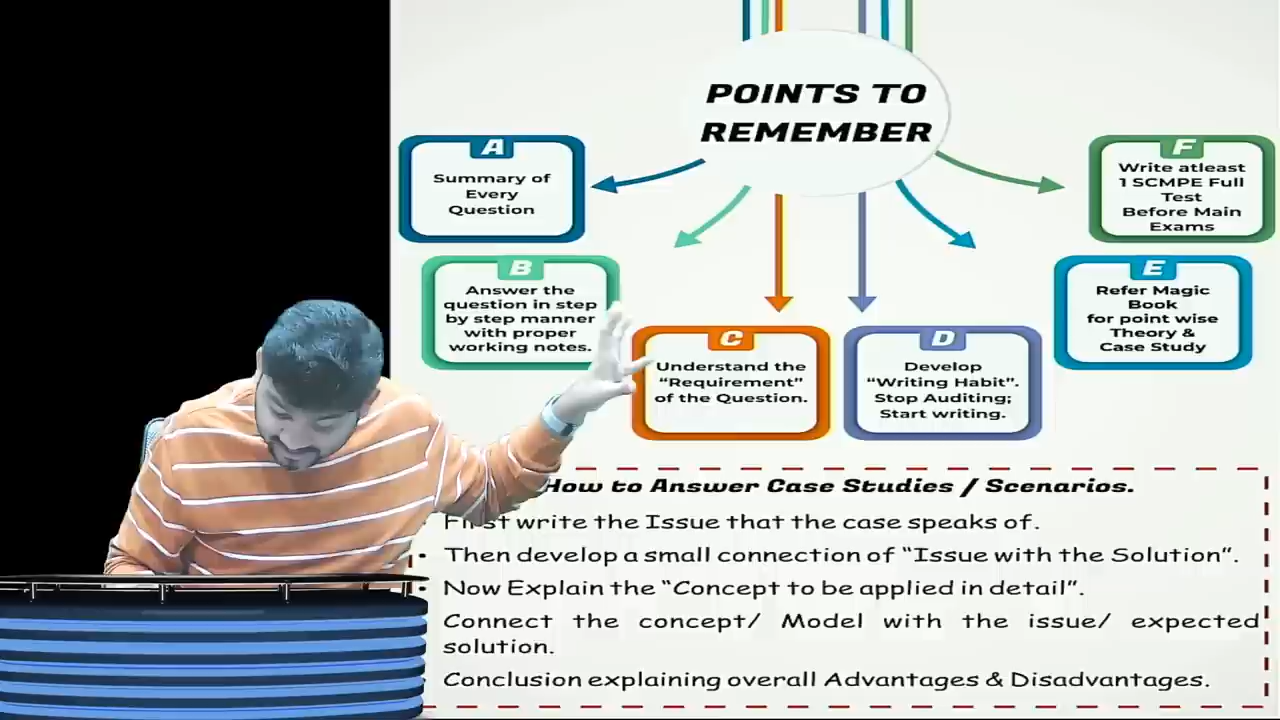 POINTS TO
REMEMBER
A
Summary of
Every
Question
B
Answer the
question in step
by step manner
with proper
working notes.
C
Understand the
“Requirement”
of the Question.
D
Develop
“Writing Habit”.
Stop Auditing;
Start writing.
E
Refer Magic
Book
for point wise
Theory &
Case Study
F
Write atleast
1 SCMPE Full
Test
Before Main
Exams
How to Answer Case Studies / Scenarios.
First write the Issue that the case speaks of.
• Then develop a small connection of “Issue with the Solution”.
• Now Explain the “Concept to be applied in detail”.
Connect the concept/ Model with the issue/ expected
solution.
Conclusion explaining overall Advantages & Disadvantages.